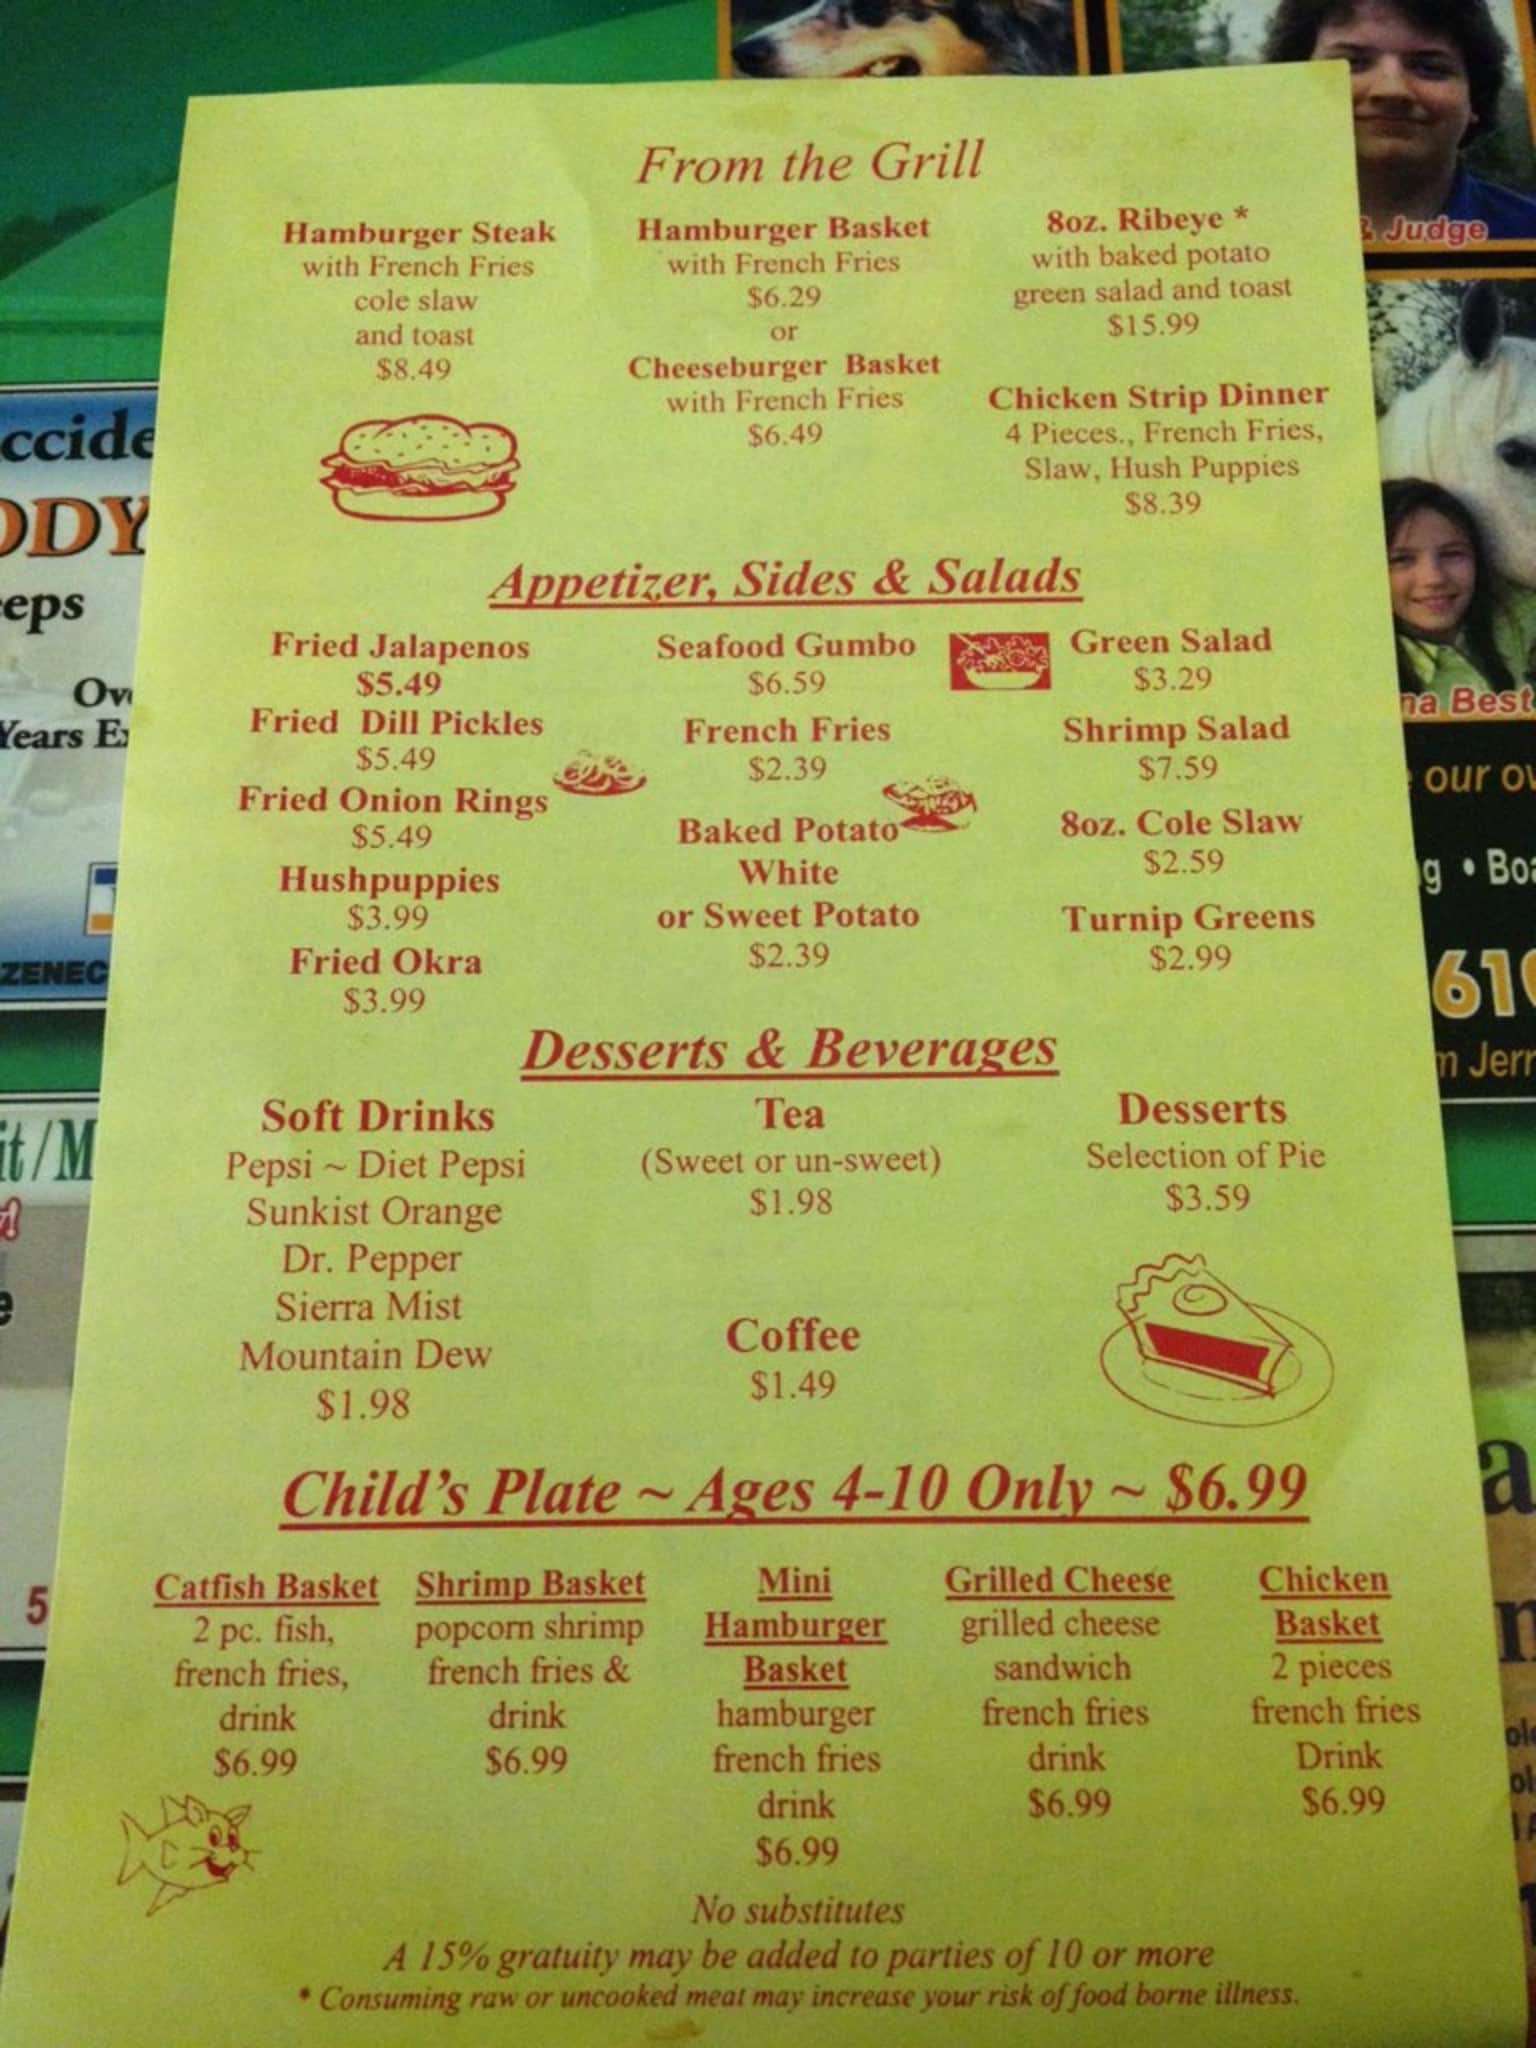 From the Grill
Hamburger Steak
with French Fries
cole slaw
and toast
$8.49
Hamburger Basket
with French Fries
$6.29
or
Cheeseburger Basket
with French Fries
$6.49
8oz. Ribeye *
with baked potato
green salad and toast
$15.99
Chicken Strip Dinner
4 Pieces., French Fries,
Slaw, Hush Puppies
$8.39
Appetizer, Sides & Salads
Fried Jalapenos
$5.49
Fried Dill Pickles
$5.49
Fried Onion Rings
$5.49
Hushpuppies
$3.99
Fried Okra
$3.99
Seafood Gumbo
$6.59
French Fries
$2.39
Baked Potato
White
or Sweet Potato
$2.39
Green Salad
$3.29
Shrimp Salad
$7.59
8oz. Cole Slaw
$2.59
Turnip Greens
$2.99
Desserts & Beverages
Soft Drinks
Pepsi ~ Diet Pepsi
Sunkist Orange
Dr. Pepper
Sierra Mist
Mountain Dew
$1.98
Tea
(Sweet or un-sweet)
$1.98
Coffee
$1.49
Desserts
Selection of Pie
$3.59
Child's Plate ~ Ages 4-10 Only ~ $6.99
Catfish Basket
2 pc. fish,
french fries,
drink
$6.99
Shrimp Basket
popcorn shrimp
french fries &
drink
$6.99
Mini
Hamburger
Basket
hamburger
french fries
drink
$6.99
Grilled Cheese
grilled cheese
sandwich
french fries
drink
$6.99
Chicken
Basket
2 pieces
french fries
Drink
$6.99
No substitutes
A 15% gratuity may be added to parties of 10 or more
* Consuming raw or uncooked meat may increase your risk of food borne illness.
& Judge
Best
our
610
Years